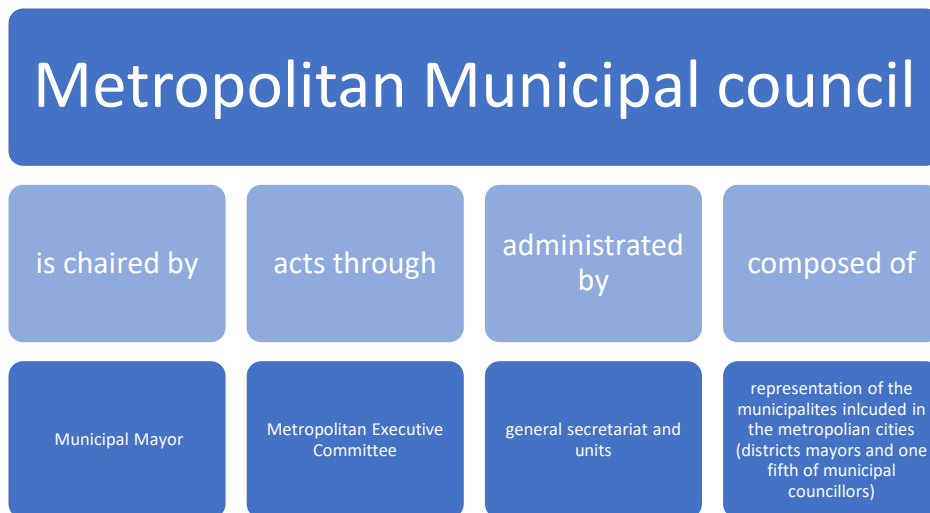 Metropolitan Municipal council
is chaired by
acts through
administrated
by
composed of
Municipal Mayor
Metropolitan Executive
Committee
general secretariat and
units
representation of the
municipalites inlcuded in
the metropolian cities
(districts mayors and one
fifth of municipal
councillors)